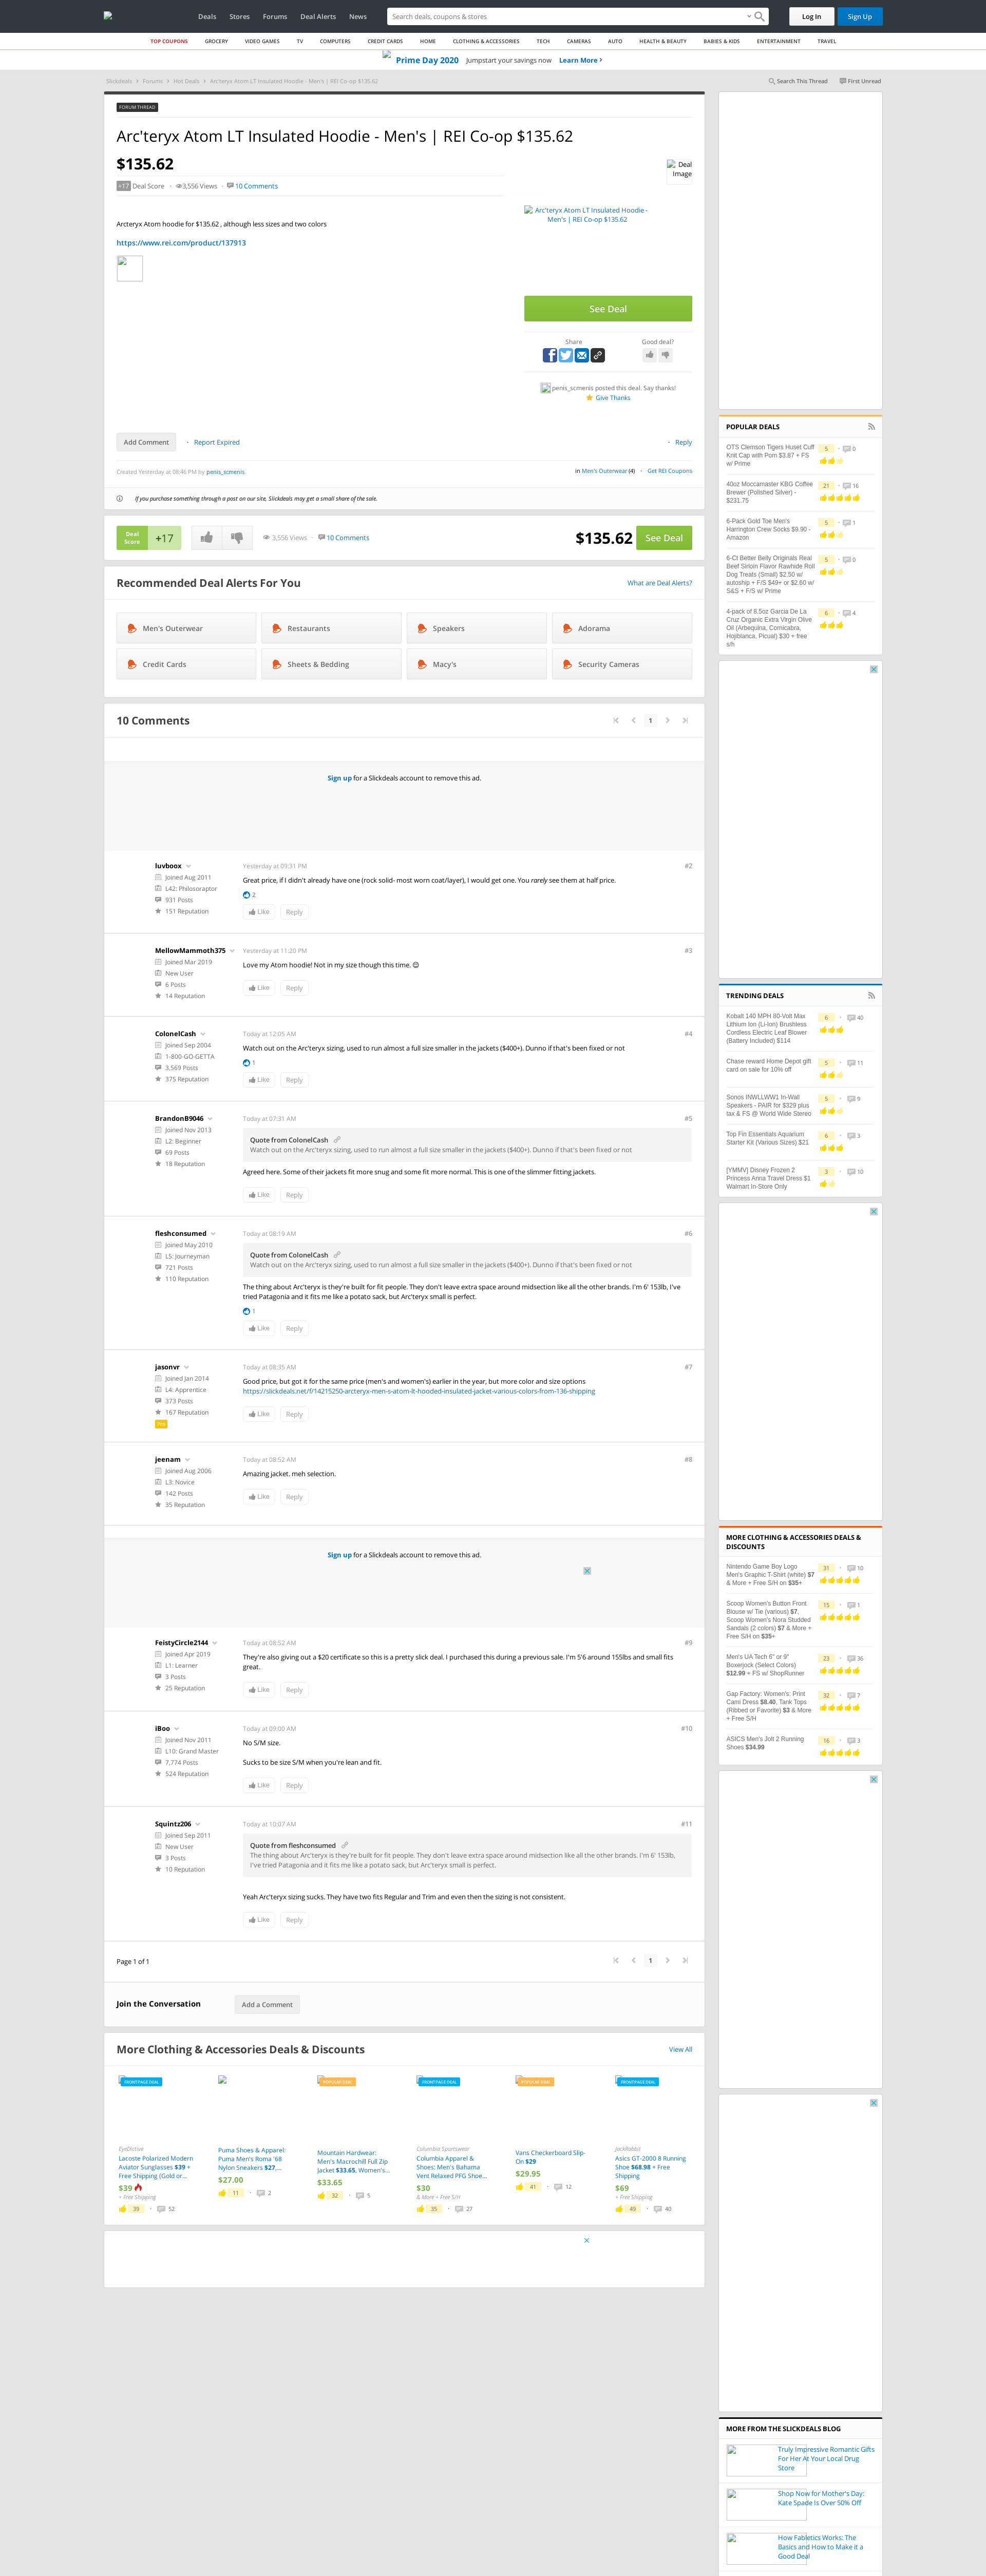 Deals
Stores
Forums
Deal Alerts
News
Search deals, coupons & stores
Log In
Sign Up
TOP COUPONS
GROCERY
VIDEO GAMES
TV
COMPUTERS
CREDIT CARDS
HOME
CLOTHING & ACCESSORIES
TECH
CAMERAS
AUTO
HEALTH & BEAUTY
BABIES & KIDS
ENTERTAINMENT
TRAVEL
Prime Day 2020 Jumpstart your savings now Learn More ›
Slickdeals › Forums › Hot Deals › Arc'teryx Atom LT Insulated Hoodie - Men's | REI Co-op $135.62
Search This Thread
First Unread
FORUM THREAD
Arc'teryx Atom LT Insulated Hoodie - Men's | REI Co-op $135.62
$135.62
Deal Image
+17 Deal Score · 3,556 Views · 10 Comments
Arcteryx Atom hoodie for $135.62 , although less sizes and two colors
https://www.rei.com/product/137913
Arc'teryx Atom LT Insulated Hoodie -
Men's | REI Co-op $135.62
See Deal
Share
Good deal?
penis_scmenis posted this deal. Say thanks!
Give Thanks
Add Comment · Report Expired
· Reply
Created Yesterday at 08:46 PM by penis_scmenis
in Men's Outerwear (4) · Get REI Coupons
If you purchase something through a post on our site, Slickdeals may get a small share of the sale.
Deal
Score
+17
3,556 Views · 10 Comments
$135.62
See Deal
Recommended Deal Alerts For You
What are Deal Alerts?
Men's Outerwear
Restaurants
Speakers
Adorama
Credit Cards
Sheets & Bedding
Macy's
Security Cameras
10 Comments
1
Sign up for a Slickdeals account to remove this ad.
luvboox
Joined Aug 2011
L42: Philosoraptor
931 Posts
151 Reputation
Yesterday at 09:31 PM
#2
Great price, if I didn't already have one (rock solid- most worn coat/layer), I would get one. You rarely see them at half price.
2
Like
Reply
MellowMammoth375
Joined Mar 2019
New User
6 Posts
14 Reputation
Yesterday at 11:20 PM
#3
Love my Atom hoodie! Not in my size though this time. 😔
Like
Reply
ColonelCash
Joined Sep 2004
1-800-GO-GETTA
3,569 Posts
375 Reputation
Today at 12:05 AM
#4
Watch out on the Arc'teryx sizing, used to run almost a full size smaller in the jackets ($400+). Dunno if that's been fixed or not
1
Like
Reply
BrandonB9046
Joined Nov 2013
L2: Beginner
69 Posts
18 Reputation
Today at 07:31 AM
#5
Quote from ColonelCash
Watch out on the Arc'teryx sizing, used to run almost a full size smaller in the jackets ($400+). Dunno if that's been fixed or not
Agreed here. Some of their jackets fit more snug and some fit more normal. This is one of the slimmer fitting jackets.
Like
Reply
fleshconsumed
Joined May 2010
L5: Journeyman
721 Posts
110 Reputation
Today at 08:19 AM
#6
Quote from ColonelCash
Watch out on the Arc'teryx sizing, used to run almost a full size smaller in the jackets ($400+). Dunno if that's been fixed or not
The thing about Arc'teryx is they're built for fit people. They don't leave extra space around midsection like all the other brands. I'm 6' 153lb, I've
tried Patagonia and it fits me like a potato sack, but Arc'teryx small is perfect.
1
Like
Reply
jasonvr
Joined Jan 2014
L4: Apprentice
373 Posts
167 Reputation
Pro
Today at 08:35 AM
#7
Good price, but got it for the same price (men's and women's) earlier in the year, but more color and size options
https://slickdeals.net/f/14215250-arcteryx-men-s-atom-lt-hooded-insulated-jacket-various-colors-from-136-shipping
Like
Reply
jeenam
Joined Aug 2006
L3: Novice
142 Posts
35 Reputation
Today at 08:52 AM
#8
Amazing jacket. meh selection.
Like
Reply
Sign up for a Slickdeals account to remove this ad.
FeistyCircle2144
Joined Apr 2019
L1: Learner
3 Posts
25 Reputation
Today at 08:52 AM
#9
They're also giving out a $20 certificate so this is a pretty slick deal. I purchased this during a previous sale. I'm 5'6 around 155lbs and small fits
great.
Like
Reply
iBoo
Joined Nov 2011
L10: Grand Master
7,774 Posts
524 Reputation
Today at 09:00 AM
#10
No S/M size.
Sucks to be size S/M when you're lean and fit.
Like
Reply
Squintz206
Joined Sep 2011
New User
3 Posts
10 Reputation
Today at 10:07 AM
#11
Quote from fleshconsumed
The thing about Arc'teryx is they're built for fit people. They don't leave extra space around midsection like all the other brands. I'm 6' 153lb,
I've tried Patagonia and it fits me like a potato sack, but Arc'teryx small is perfect.
Yeah Arc'teryx sizing sucks. They have two fits Regular and Trim and even then the sizing is not consistent.
Like
Reply
Page 1 of 1
1
Join the Conversation
Add a Comment
More Clothing & Accessories Deals & Discounts
View All
FRONTPAGE DEAL
EyeDictive
Lacoste Polarized Modern
Aviator Sunglasses $39 +
Free Shipping (Gold or...
$39
+ Free Shipping
39 · 52
Puma Shoes & Apparel:
Puma Men's Roma '68
Nylon Sneakers $27,...
$27.00
11 · 2
POPULAR DEAL
Mountain Hardwear:
Men's Macrochill Full Zip
Jacket $33.65, Women's...
$33.65
32 · 5
FRONTPAGE DEAL
Columbia Sportswear
Columbia Apparel &
Shoes: Men's Bahama
Vent Relaxed PFG Shoe...
$30
& More + Free S/H
35 · 27
POPULAR DEAL
Vans Checkerboard Slip-
On $29
$29.95
41 · 12
FRONTPAGE DEAL
JackRabbit
Asics GT-2000 8 Running
Shoe $68.98 + Free
Shipping
$69
+ Free Shipping
49 · 40
POPULAR DEALS
OTS Clemson Tigers Huset Cuff
Knit Cap with Pom $3.87 + FS
w/ Prime
5 · 0
40oz Moccamaster KBG Coffee
Brewer (Polished Silver) -
$231.75
21 · 16
6-Pack Gold Toe Men's
Harrington Crew Socks $9.90 -
Amazon
5 · 1
6-Ct Better Belly Originals Real
Beef Sirloin Flavor Rawhide Roll
Dog Treats (Small) $2.50 w/
autoship + F/S $49+ or $2.60 w/
S&S + F/S w/ Prime
5 · 0
4-pack of 8.5oz Garcia De La
Cruz Organic Extra Virgin Olive
Oil (Arbequina, Cornicabra,
Hojiblanca, Picual) $30 + free
s/h
6 · 4
TRENDING DEALS
Kobalt 140 MPH 80-Volt Max
Lithium Ion (Li-Ion) Brushless
Cordless Electric Leaf Blower
(Battery Included) $114
6 · 40
Chase reward Home Depot gift
card on sale for 10% off
5 · 11
Sonos INWLLWW1 In-Wall
Speakers - PAIR for $329 plus
tax & FS @ World Wide Stereo
5 · 9
Top Fin Essentials Aquarium
Starter Kit (Various Sizes) $21
6 · 3
[YMMV] Disney Frozen 2
Princess Anna Travel Dress $1
Walmart In-Store Only
3 · 10
MORE CLOTHING & ACCESSORIES DEALS &
DISCOUNTS
Nintendo Game Boy Logo
Men's Graphic T-Shirt (white) $7
& More + Free S/H on $35+
31 · 10
Scoop Women's Button Front
Blouse w/ Tie (various) $7,
Scoop Women's Nora Studded
Sandals (2 colors) $7 & More +
Free S/H on $35+
15 · 1
Men's UA Tech 6" or 9"
Boxerjock (Select Colors)
$12.99 + FS w/ ShopRunner
23 · 36
Gap Factory: Women's: Print
Cami Dress $8.40, Tank Tops
(Ribbed or Favorite) $3 & More
+ Free S/H
32 · 7
ASICS Men's Jolt 2 Running
Shoes $34.99
16 · 3
MORE FROM THE SLICKDEALS BLOG
Truly Impressive Romantic Gifts
For Her At Your Local Drug
Store
Shop Now for Mother's Day:
Kate Spade Is Over 50% Off
How Fabletics Works: The
Basics and How to Make it a
Good Deal